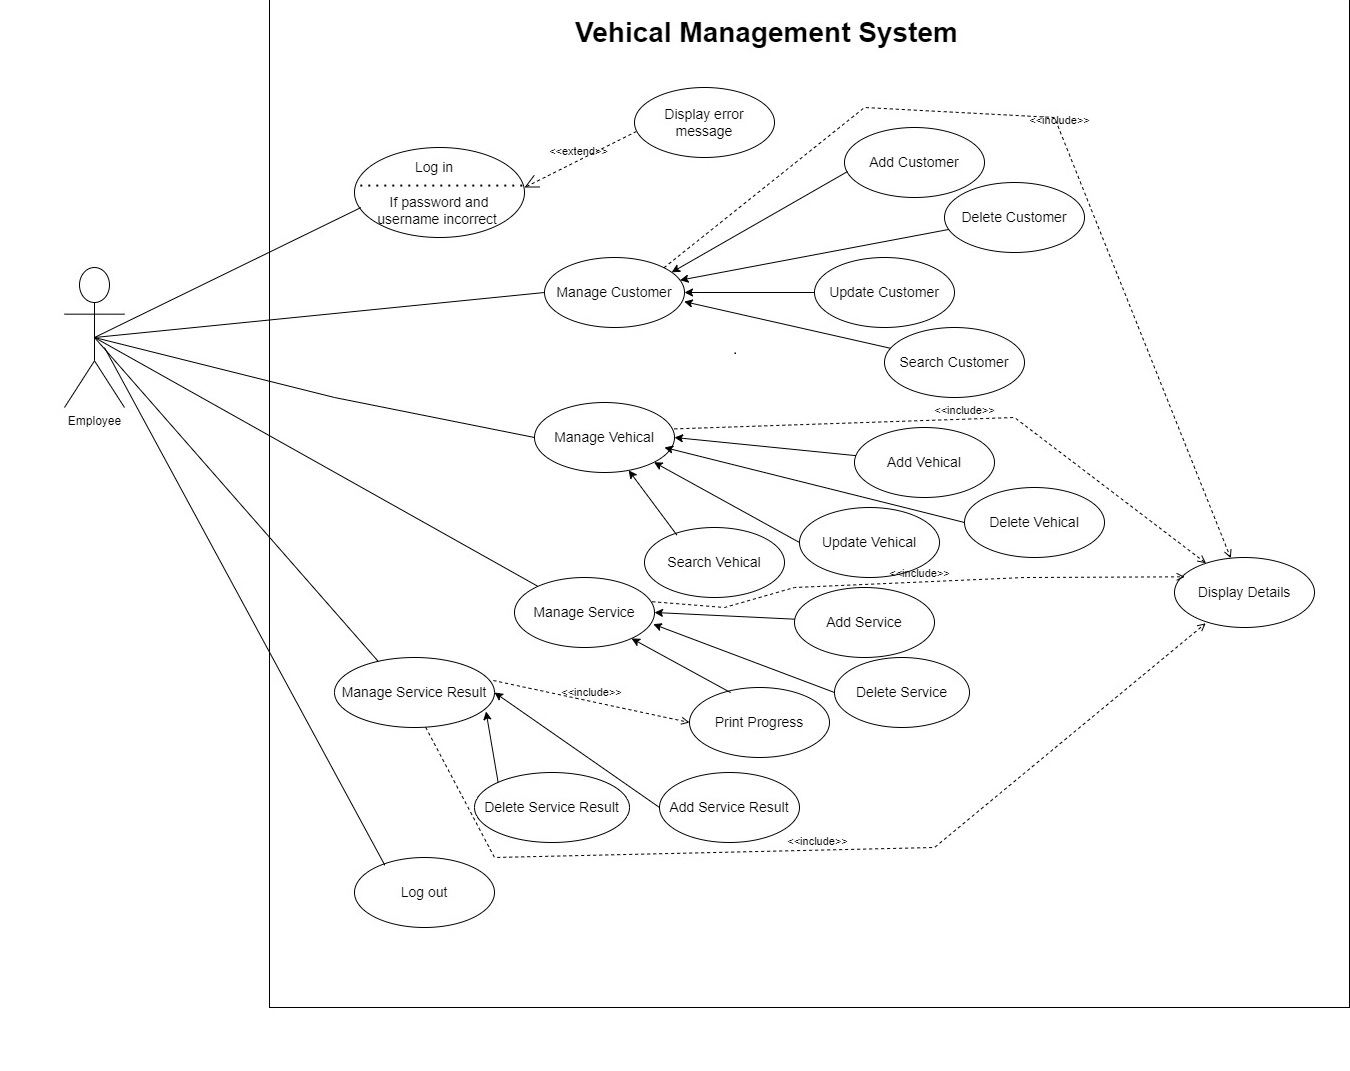 Vehical Management System
Display error
message
<<include>>
<<extend>>
Add Customer
Log in
If password and
username incorrect
Delete Customer
Manage Customer
Update Customer
Search Customer
Employee
<<include>>
Manage Vehical
Add Vehical
Delete Vehical
Update Vehical
Search Vehical
<<include>>
Display Details
Manage Service
Add Service
Manage Service Result
<<include>>
Delete Service
Print Progress
Delete Service Result
Add Service Result
<<include>>
Log out